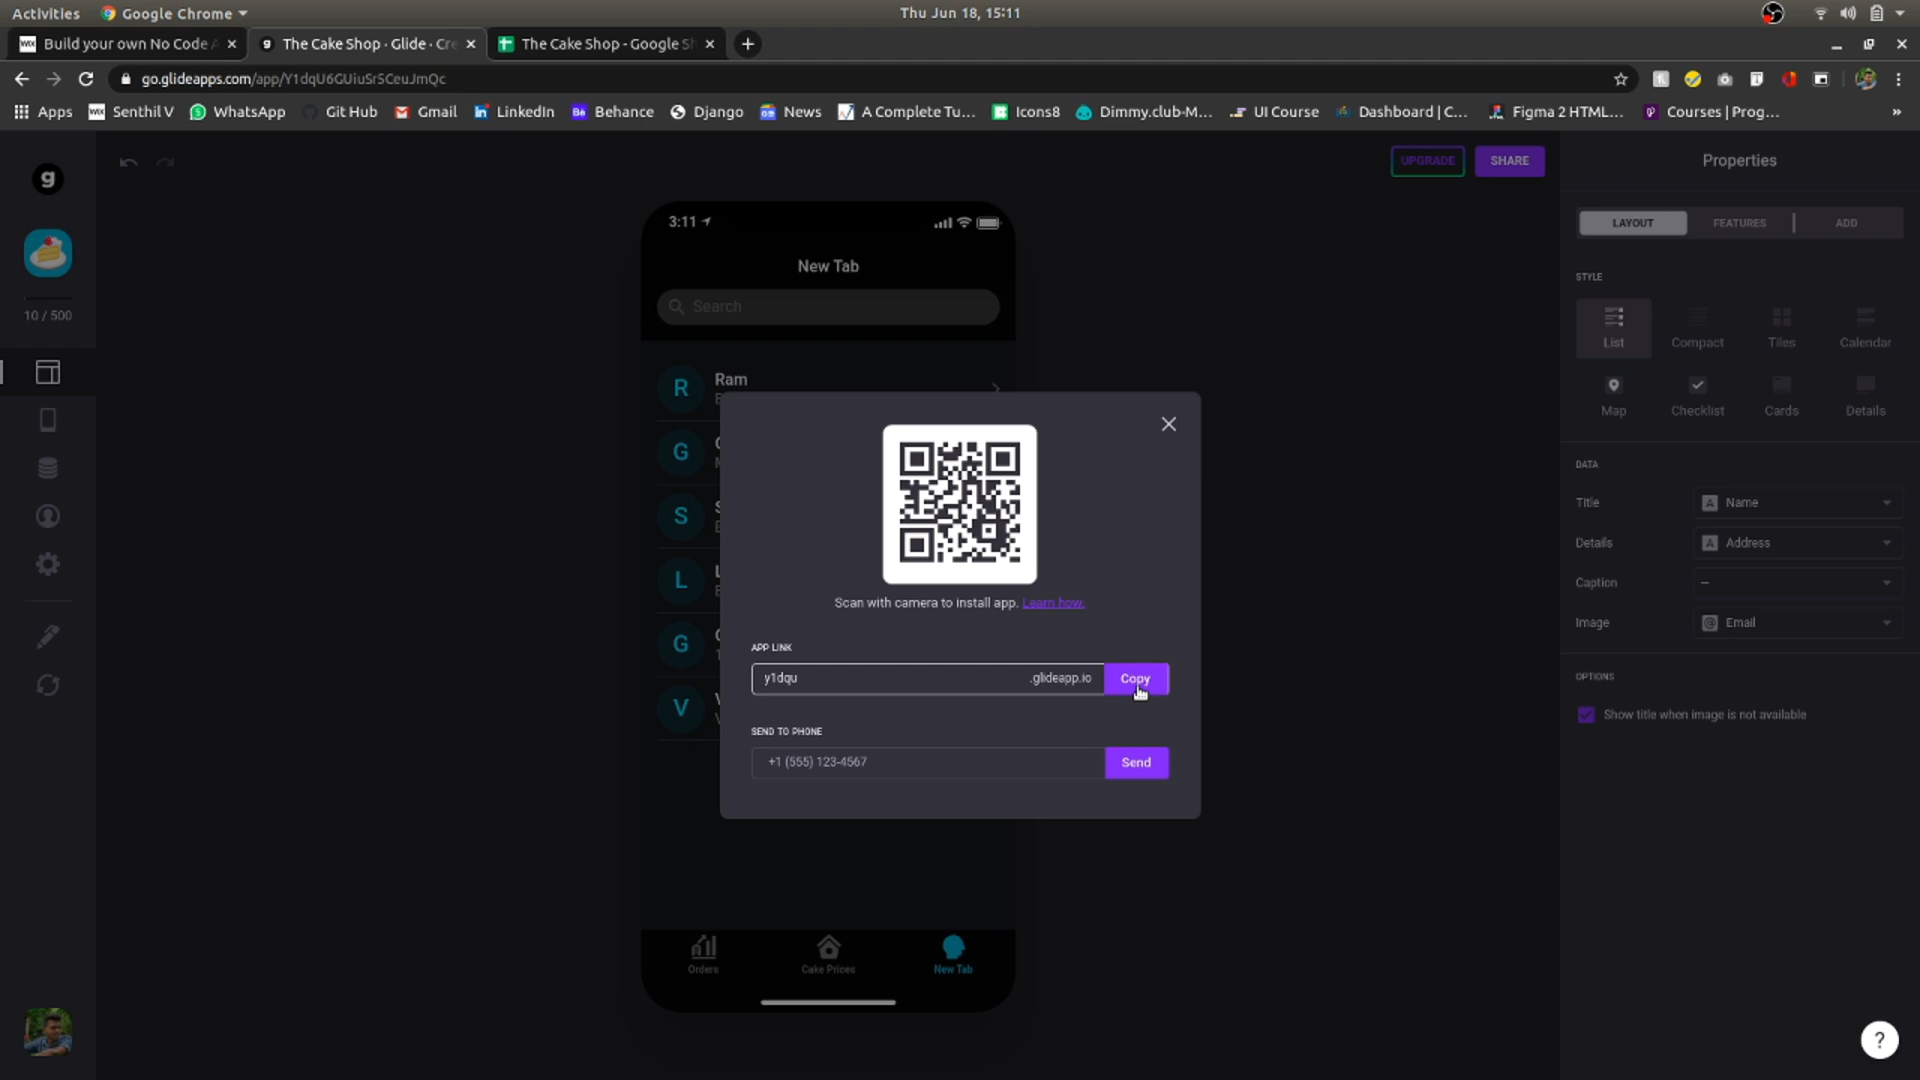 Activities Google Chrome Thu Jun 18, 15:11
Build your own No Code A The Cake Shop · Glide · Cre The Cake Shop - Google Sh
go.glideapps.com/app/Y1dqU6GUiuSr5CeuJmQc
Apps Senthil V WhatsApp Git Hub Gmail LinkedIn Behance Django News A Complete Tu... Icons8 Dimmy.club-M... UI Course Dashboard | C... Figma 2 HTML... Courses | Prog... »
g
UPGRADE SHARE
Properties
3:11
LAYOUT FEATURES ADD
New Tab
STYLE
Search
10 / 500
List Compact Tiles Calendar
R Ram
Map Checklist Cards Details
G
DATA
Title Name
S
Details Address
L
Caption –
Scan with camera to install app. Learn how.
Image Email
G
APP LINK
y1dqu .glideapp.io Copy
OPTIONS
V
Show title when image is not available
SEND TO PHONE
+1 (555) 123-4567 Send
Orders Cake Prices New Tab
?